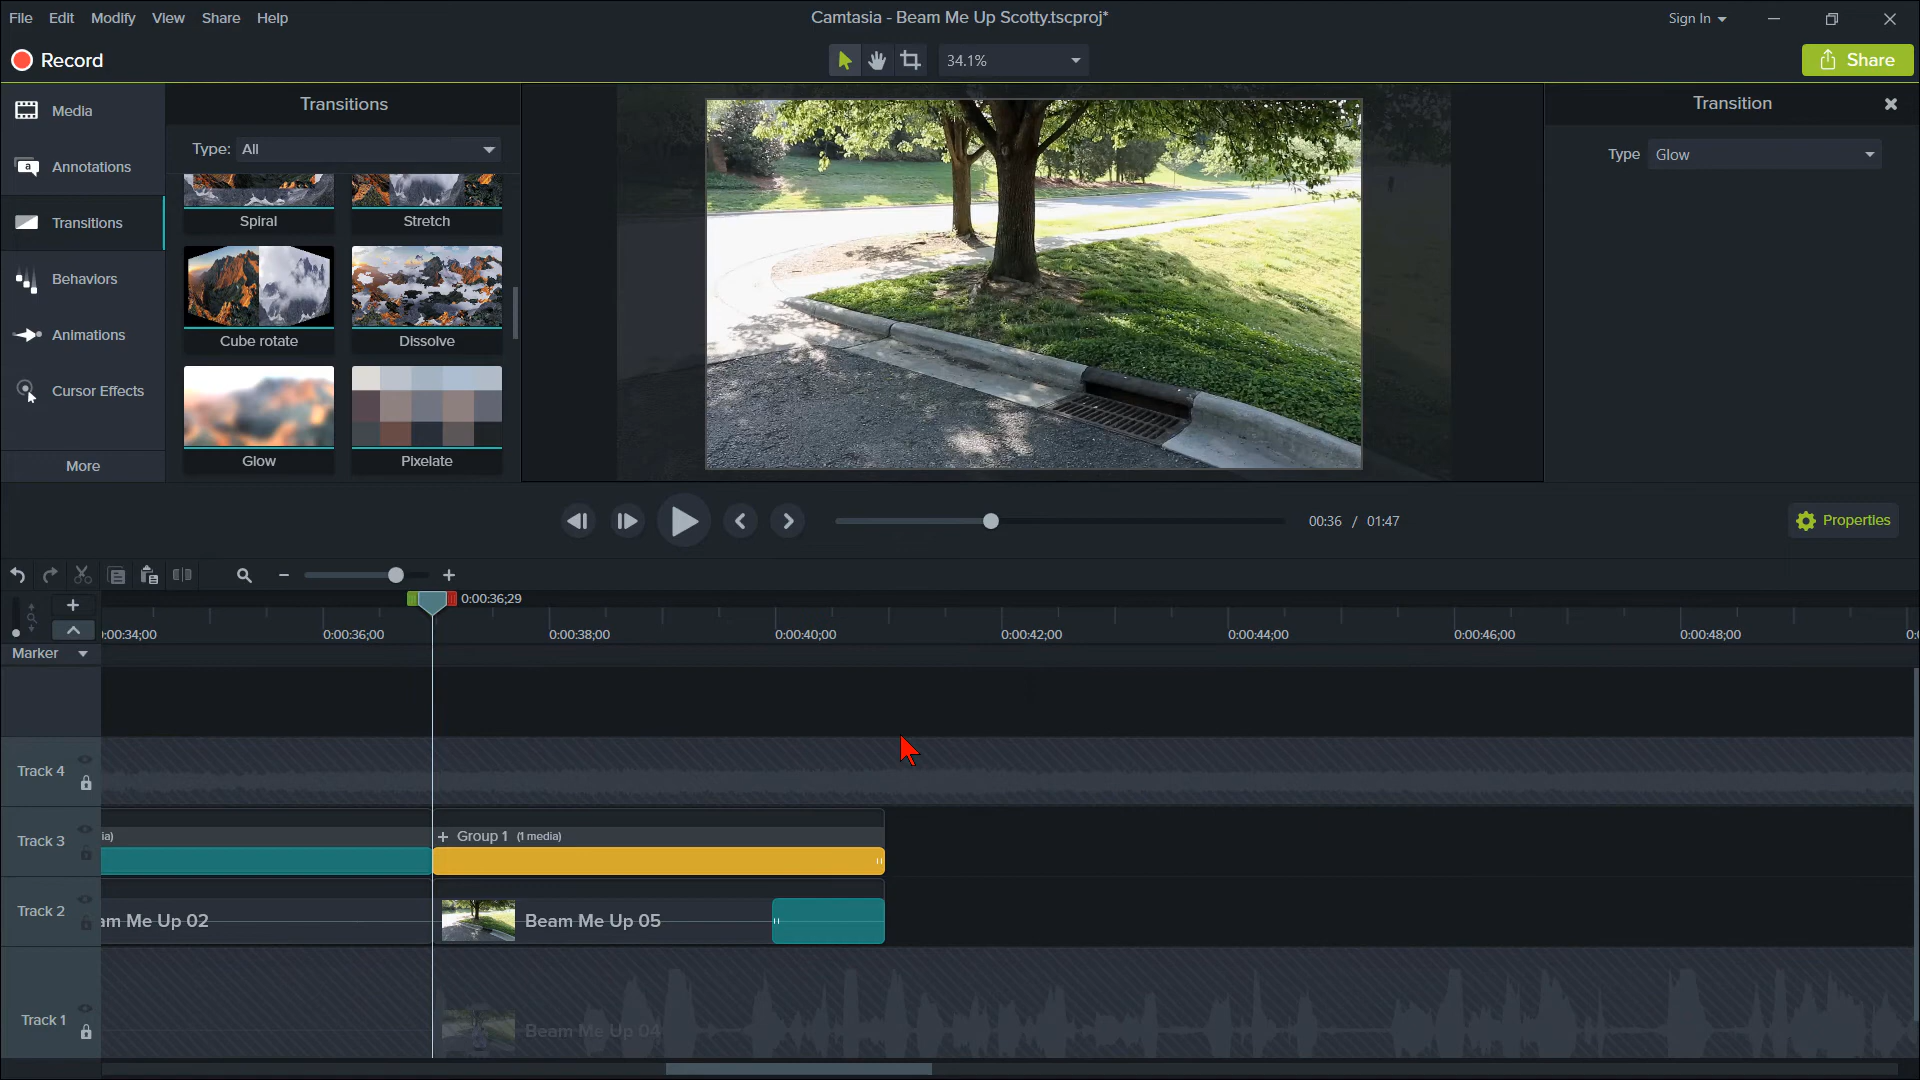 File Edit Modify View Share Help
Camtasia - Beam Me Up Scotty.tscproj*
Sign In
Record
34.1%
Share
Media
Annotations
Transitions
Behaviors
Animations
Cursor Effects
More
Transitions
Type: All
Spiral Stretch
Cube rotate Dissolve
Glow Pixelate
Transition
Type Glow
00:36 / 01:47
Properties
0:00:36;29
0:00:34;00 0:00:36;00 0:00:38;00 0:00:40;00 0:00:42;00 0:00:44;00 0:00:46;00 0:00:48;00
Marker
Track 4
Track 3
ia)
+ Group 1 (1 media)
Track 2
am Me Up 02
Beam Me Up 05
Track 1
Beam Me Up 04